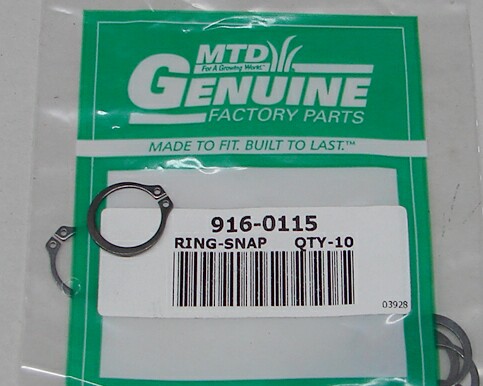 MTD
For A Growing World.™
GENUINE
FACTORY PARTS
MADE TO FIT. BUILT TO LAST.™
916-0115
RING-SNAP QTY-10
03928